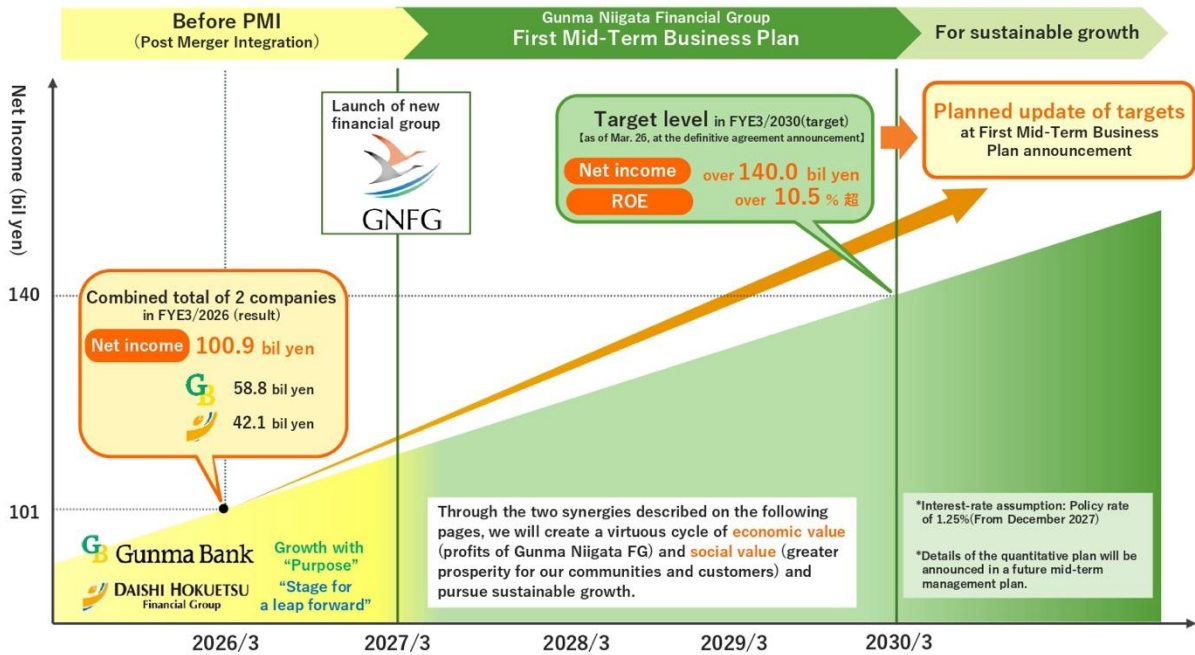 Before PMI
(Post Merger Integration)
Gunma Niigata Financial Group
First Mid-Term Business Plan
For sustainable growth
Net Income (bil yen)
Launch of new
financial group
GNFG
Target level in FYE3/2030(target)
【as of Mar. 26, at the definitive agreement announcement】
Net income over 140.0 bil yen
ROE over 10.5 % 超
Planned update of targets
at First Mid-Term Business
Plan announcement
140
Combined total of 2 companies
in FYE3/2026 (result)
Net income 100.9 bil yen
GB 58.8 bil yen
42.1 bil yen
101
GB Gunma Bank
DAISHI HOKUETSU
Financial Group
Growth with
“Purpose”
“Stage for
a leap forward”
Through the two synergies described on the following
pages, we will create a virtuous cycle of economic value
(profits of Gunma Niigata FG) and social value (greater
prosperity for our communities and customers) and
pursue sustainable growth.
*Interest-rate assumption: Policy rate
of 1.25%(From December 2027)
*Details of the quantitative plan will be
announced in a future mid-term
management plan.
2026/3
2027/3
2028/3
2029/3
2030/3